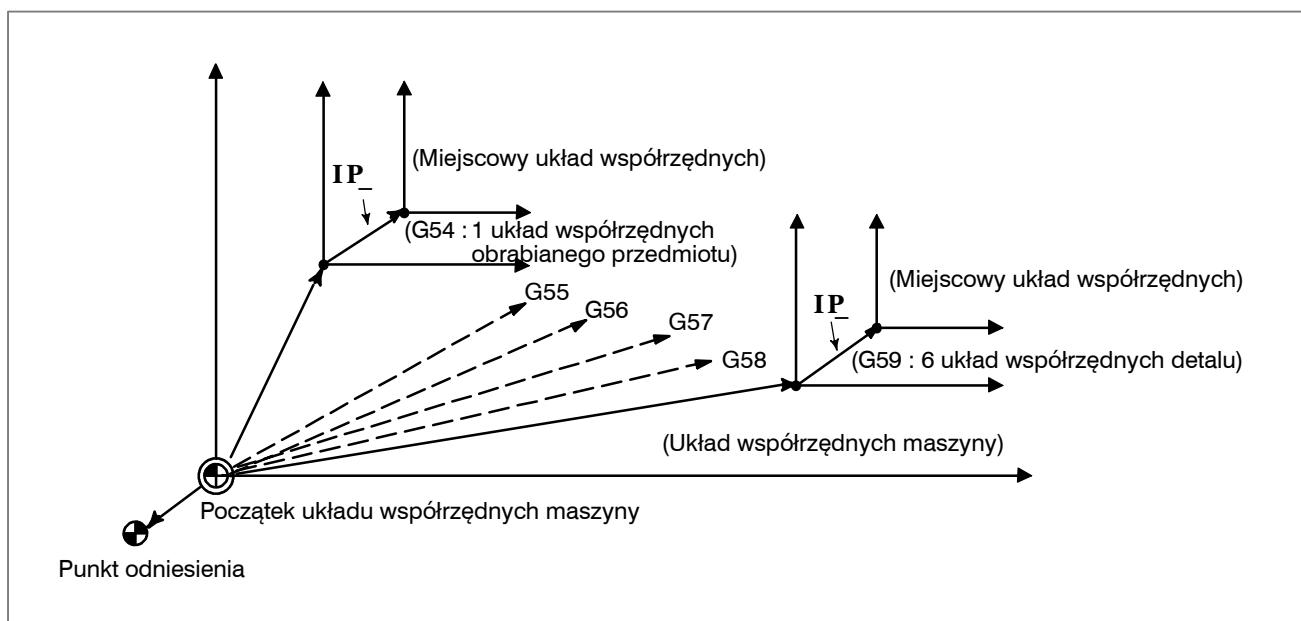 (Miejscowy układ współrzędnych)
IP_
(G54 : 1 układ współrzędnych
obrabianego przedmiotu)
G55
G56
G57
G58
(Miejscowy układ współrzędnych)
IP_
(G59 : 6 układ współrzędnych detalu)
(Układ współrzędnych maszyny)
Początek układu współrzędnych maszyny
Punkt odniesienia